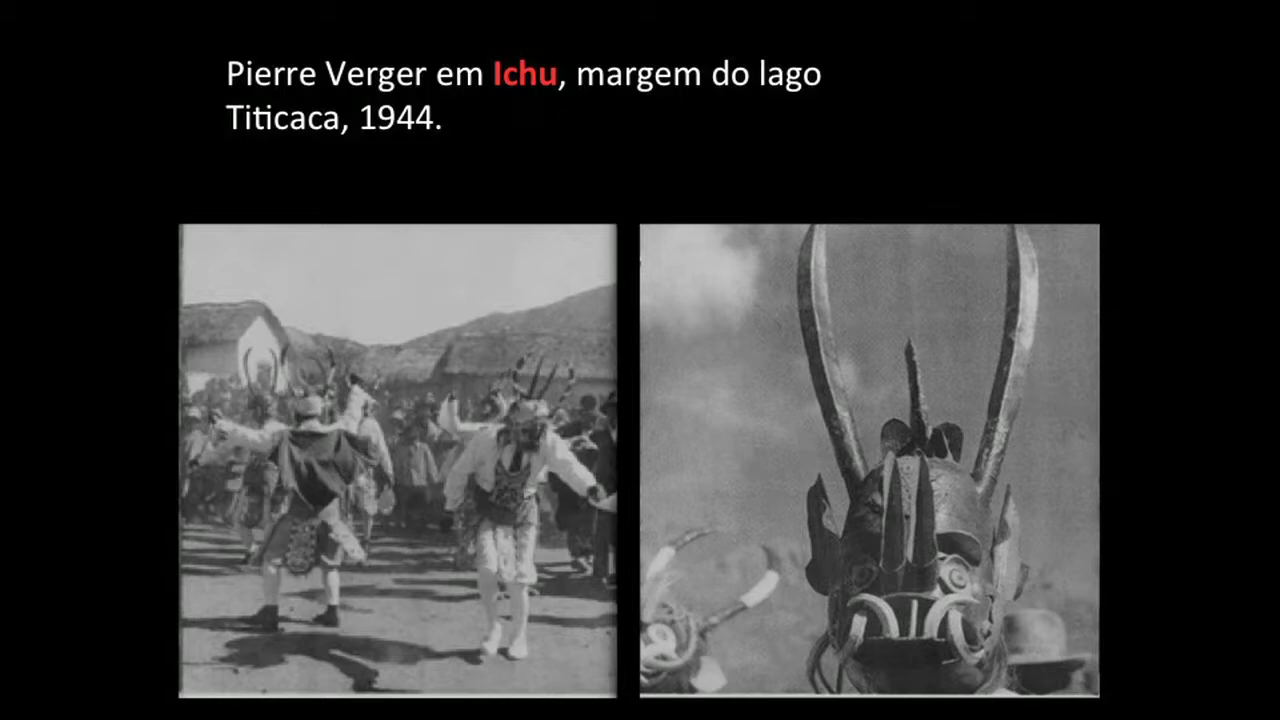 Pierre Verger em Ichu, margem do lago
Titicaca, 1944.